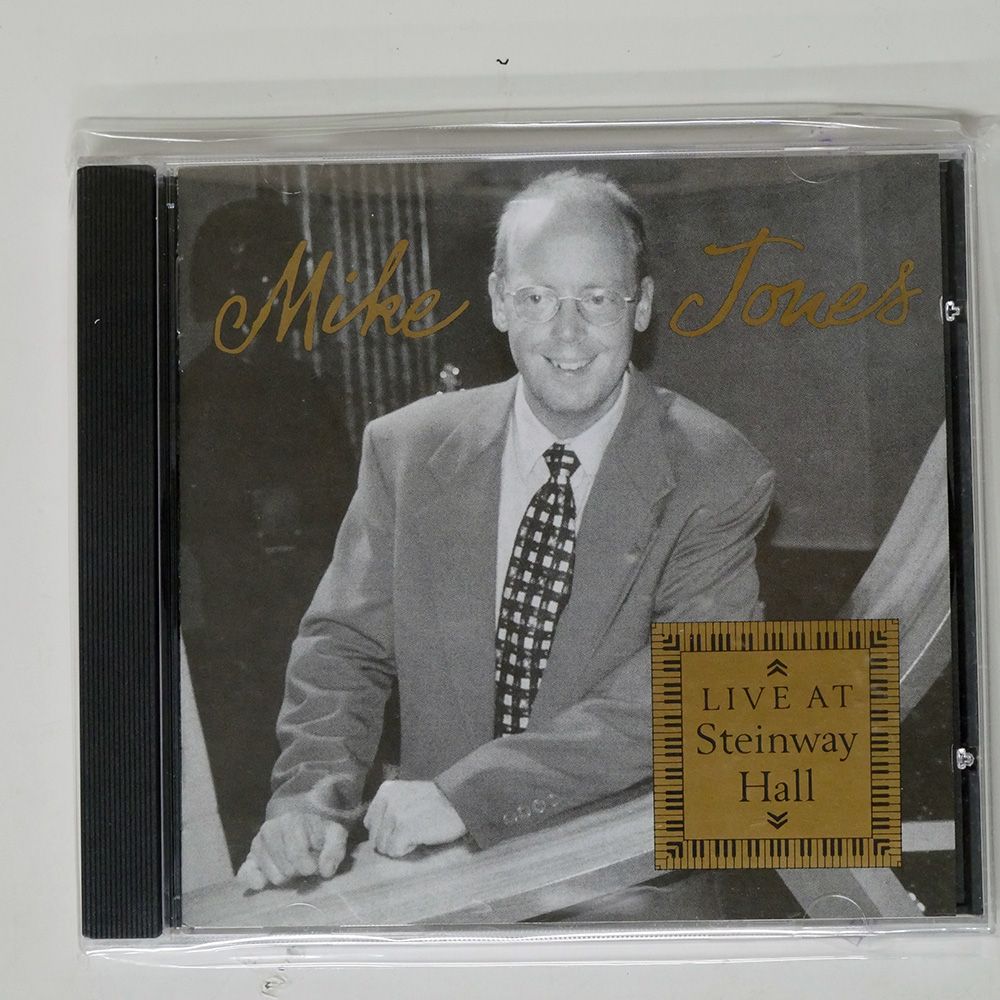 Mike Jones
LIVE AT
Steinway
Hall